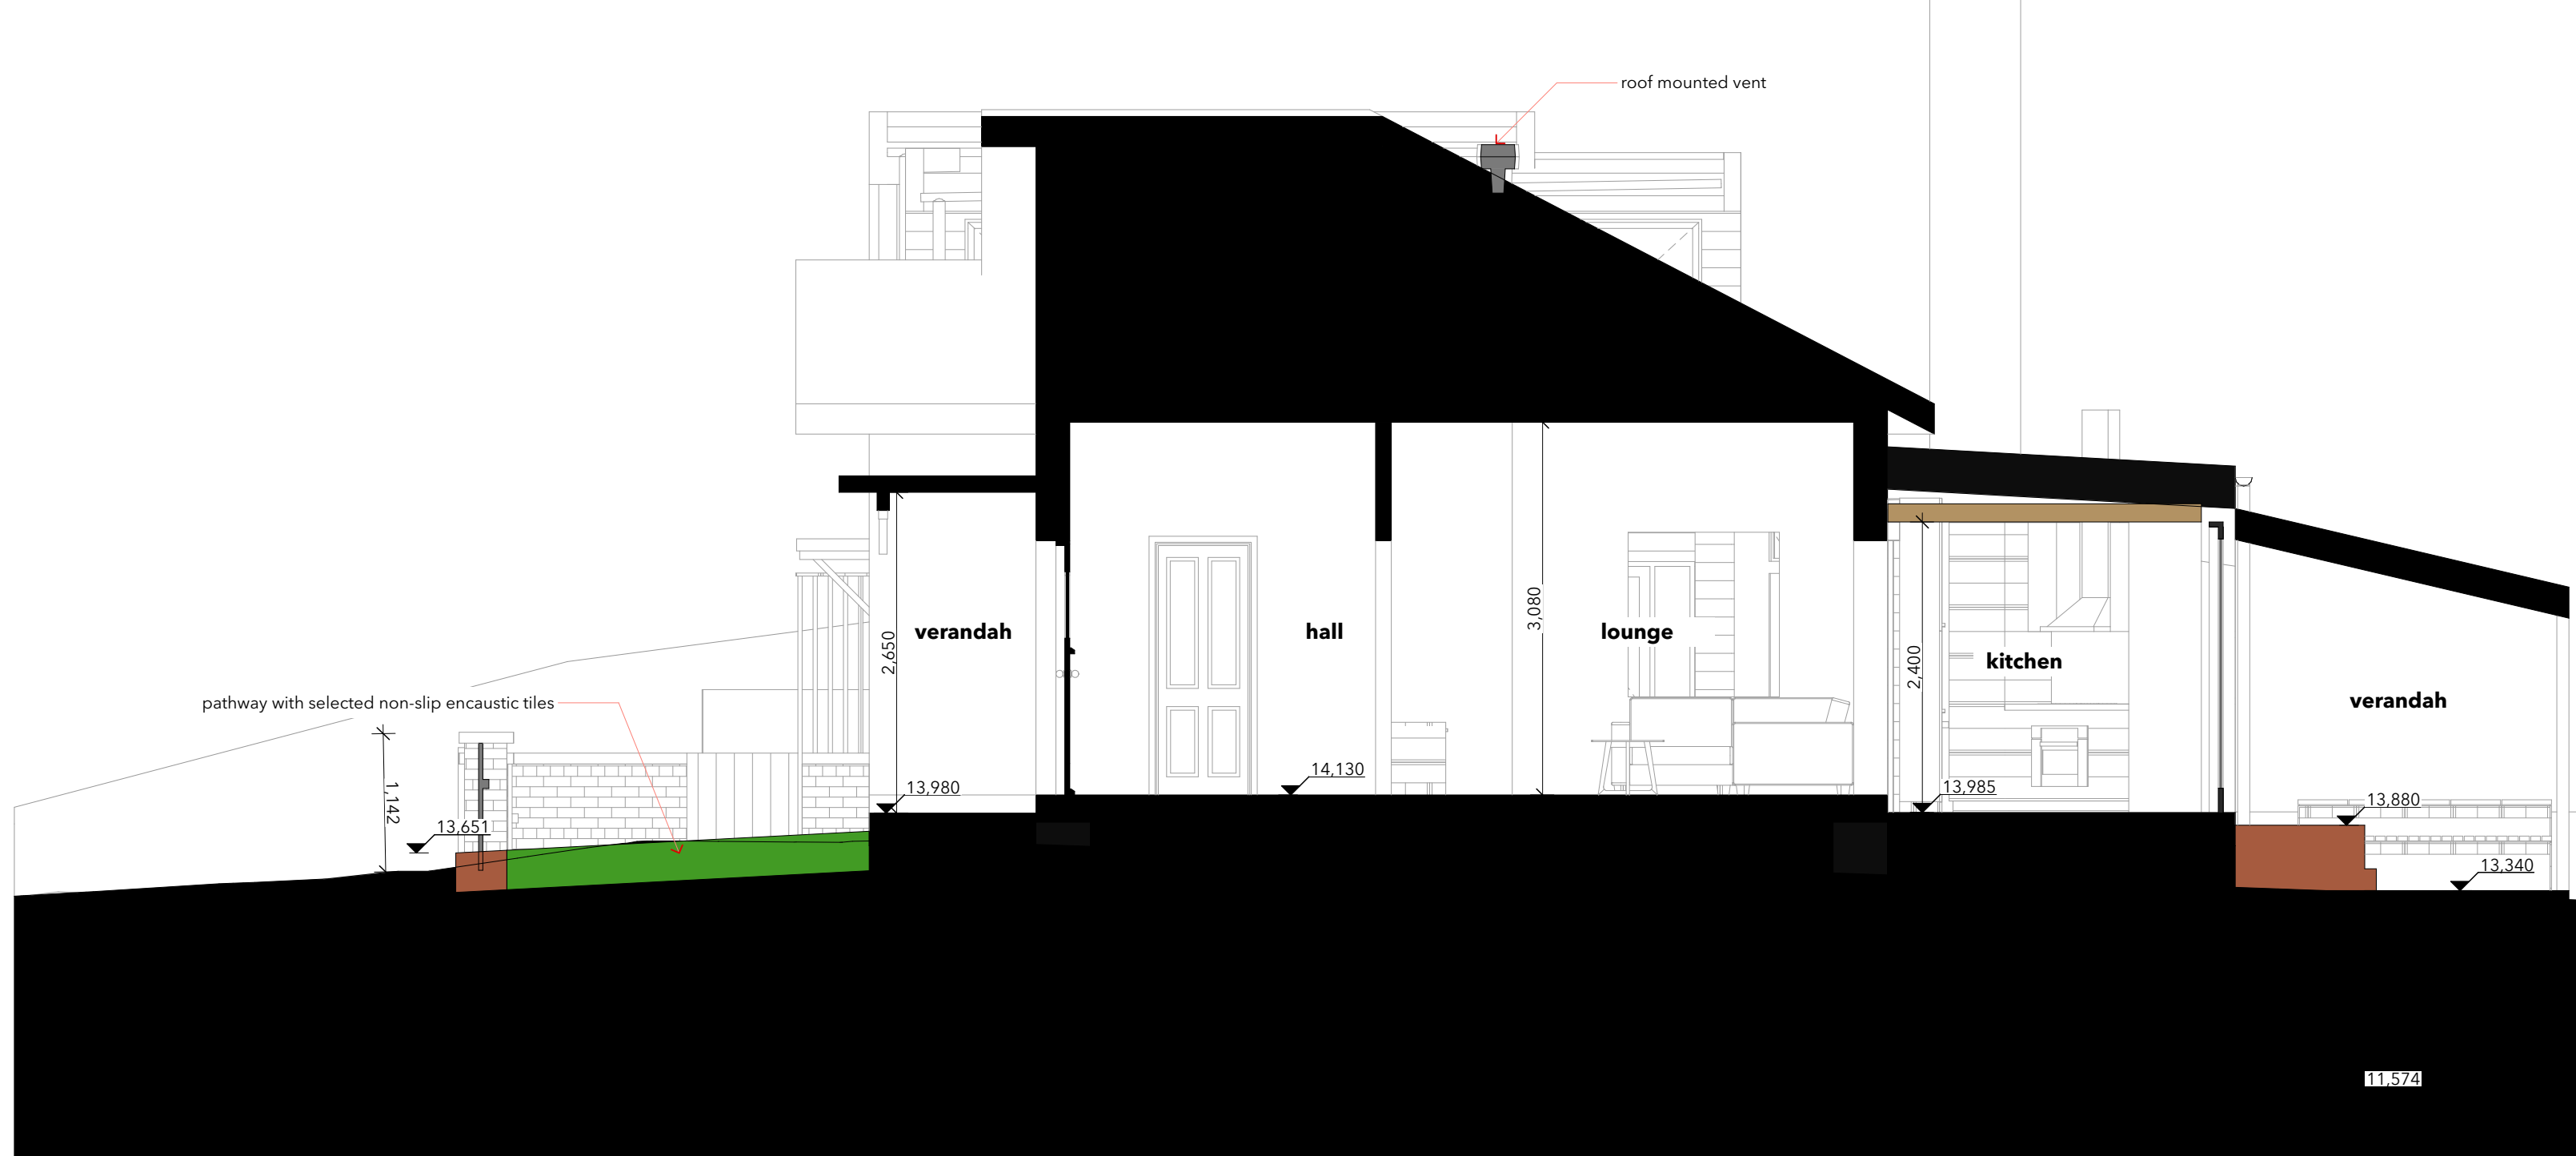 roof mounted vent
verandah
hall
lounge
kitchen
verandah
pathway with selected non-slip encaustic tiles
2,650
3,080
2,400
1,142
13,651
13,980
14,130
13,985
13,880
13,340
11,574